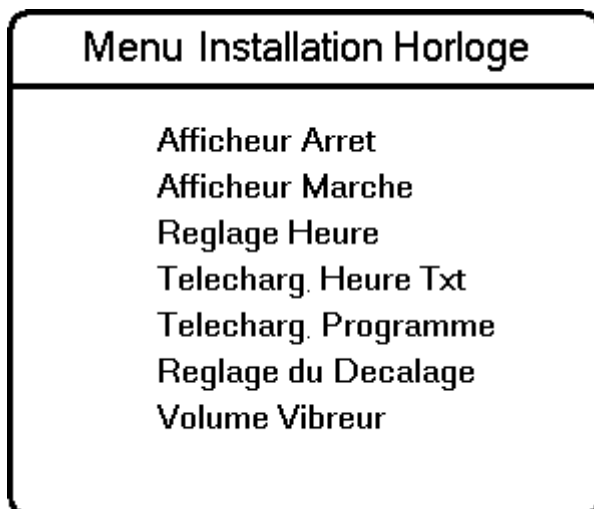 Menu Installation Horloge
Afficheur Arret
Afficheur Marche
Reglage Heure
Telecharg. Heure Txt
Telecharg. Programme
Reglage du Decalage
Volume Vibreur